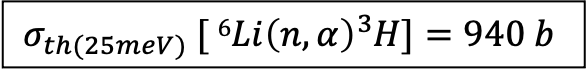 σth(25meV) [ ⁶Li(n, α)³H] = 940 b